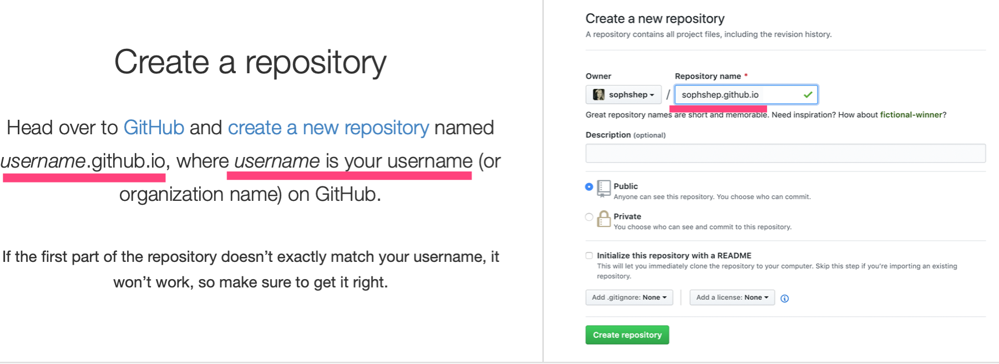 Create a repository
Head over to GitHub and create a new repository named
username.github.io, where username is your username (or
organization name) on GitHub.
If the first part of the repository doesn’t exactly match your username, it
won’t work, so make sure to get it right.
Create a new repository
A repository contains all project files, including the revision history.
Owner Repository name *
sophshep / sophshep.github.io
Great repository names are short and memorable. Need inspiration? How about fictional-winner?
Description (optional)
Public
Anyone can see this repository. You choose who can commit.
Private
You choose who can see and commit to this repository.
Initialize this repository with a README
This will let you immediately clone the repository to your computer. Skip this step if you’re importing an existing
repository.
Add .gitignore: None Add a license: None
Create repository